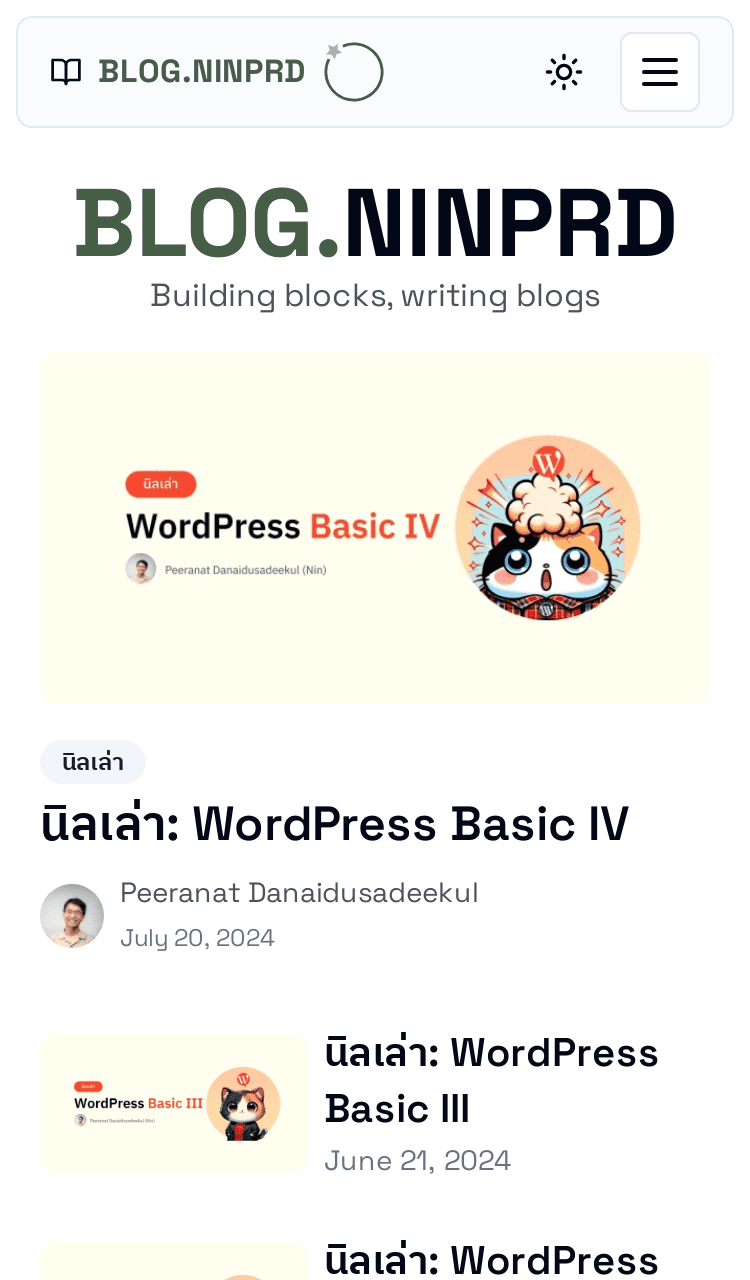 BLOG.NINPRD
BLOG.NINPRD
Building blocks, writing blogs
นิลเล่า
WordPress Basic IV
Peeranat Danaidusadeekul (Nin)
นิลเล่า
นิลเล่า: WordPress Basic IV
Peeranat Danaidusadeekul
July 20, 2024
นิลเล่า
WordPress Basic III
Peeranat Danaidusadeekul (Nin)
นิลเล่า: WordPress
Basic III
June 21, 2024
นิลเล่า: WordPress